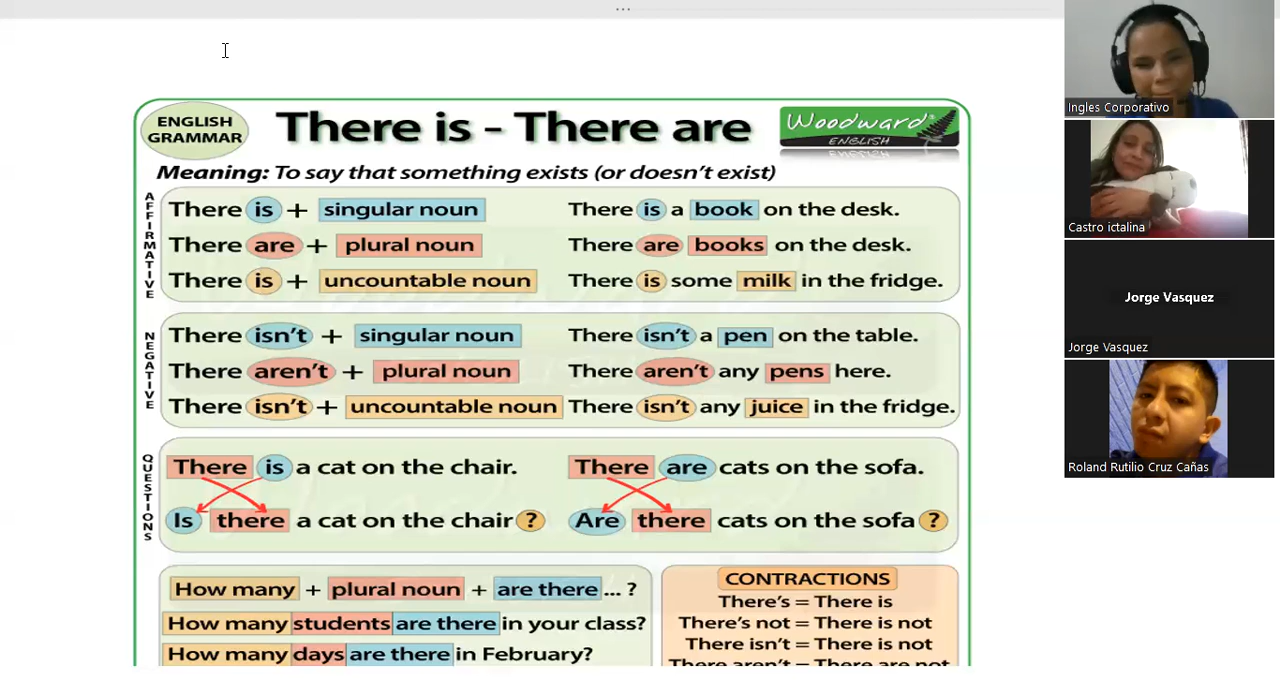 ...
ENGLISH
GRAMMAR
There is - There are
Woodward®
ENGLISH
Meaning: To say that something exists (or doesn't exist)
AFFIRMATIVE
There is + singular noun
There is a book on the desk.
There are + plural noun
There are books on the desk.
There is + uncountable noun
There is some milk in the fridge.
NEGATIVE
There isn't + singular noun
There isn't a pen on the table.
There aren't + plural noun
There aren't any pens here.
There isn't + uncountable noun
There isn't any juice in the fridge.
QUESTIONS
There is a cat on the chair.
Is there a cat on the chair ?
There are cats on the sofa.
Are there cats on the sofa ?
How many + plural noun + are there ... ?
How many students are there in your class?
How many days are there in February?
CONTRACTIONS
There's = There is
There's not = There is not
There isn't = There is not
There aren't = There are not
Ingles Corporativo
Castro ictalina
Jorge Vasquez
Jorge Vasquez
Roland Rutilio Cruz Cañas